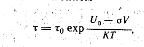 τ = τ₀ exp (U₀ − σV) / KT,